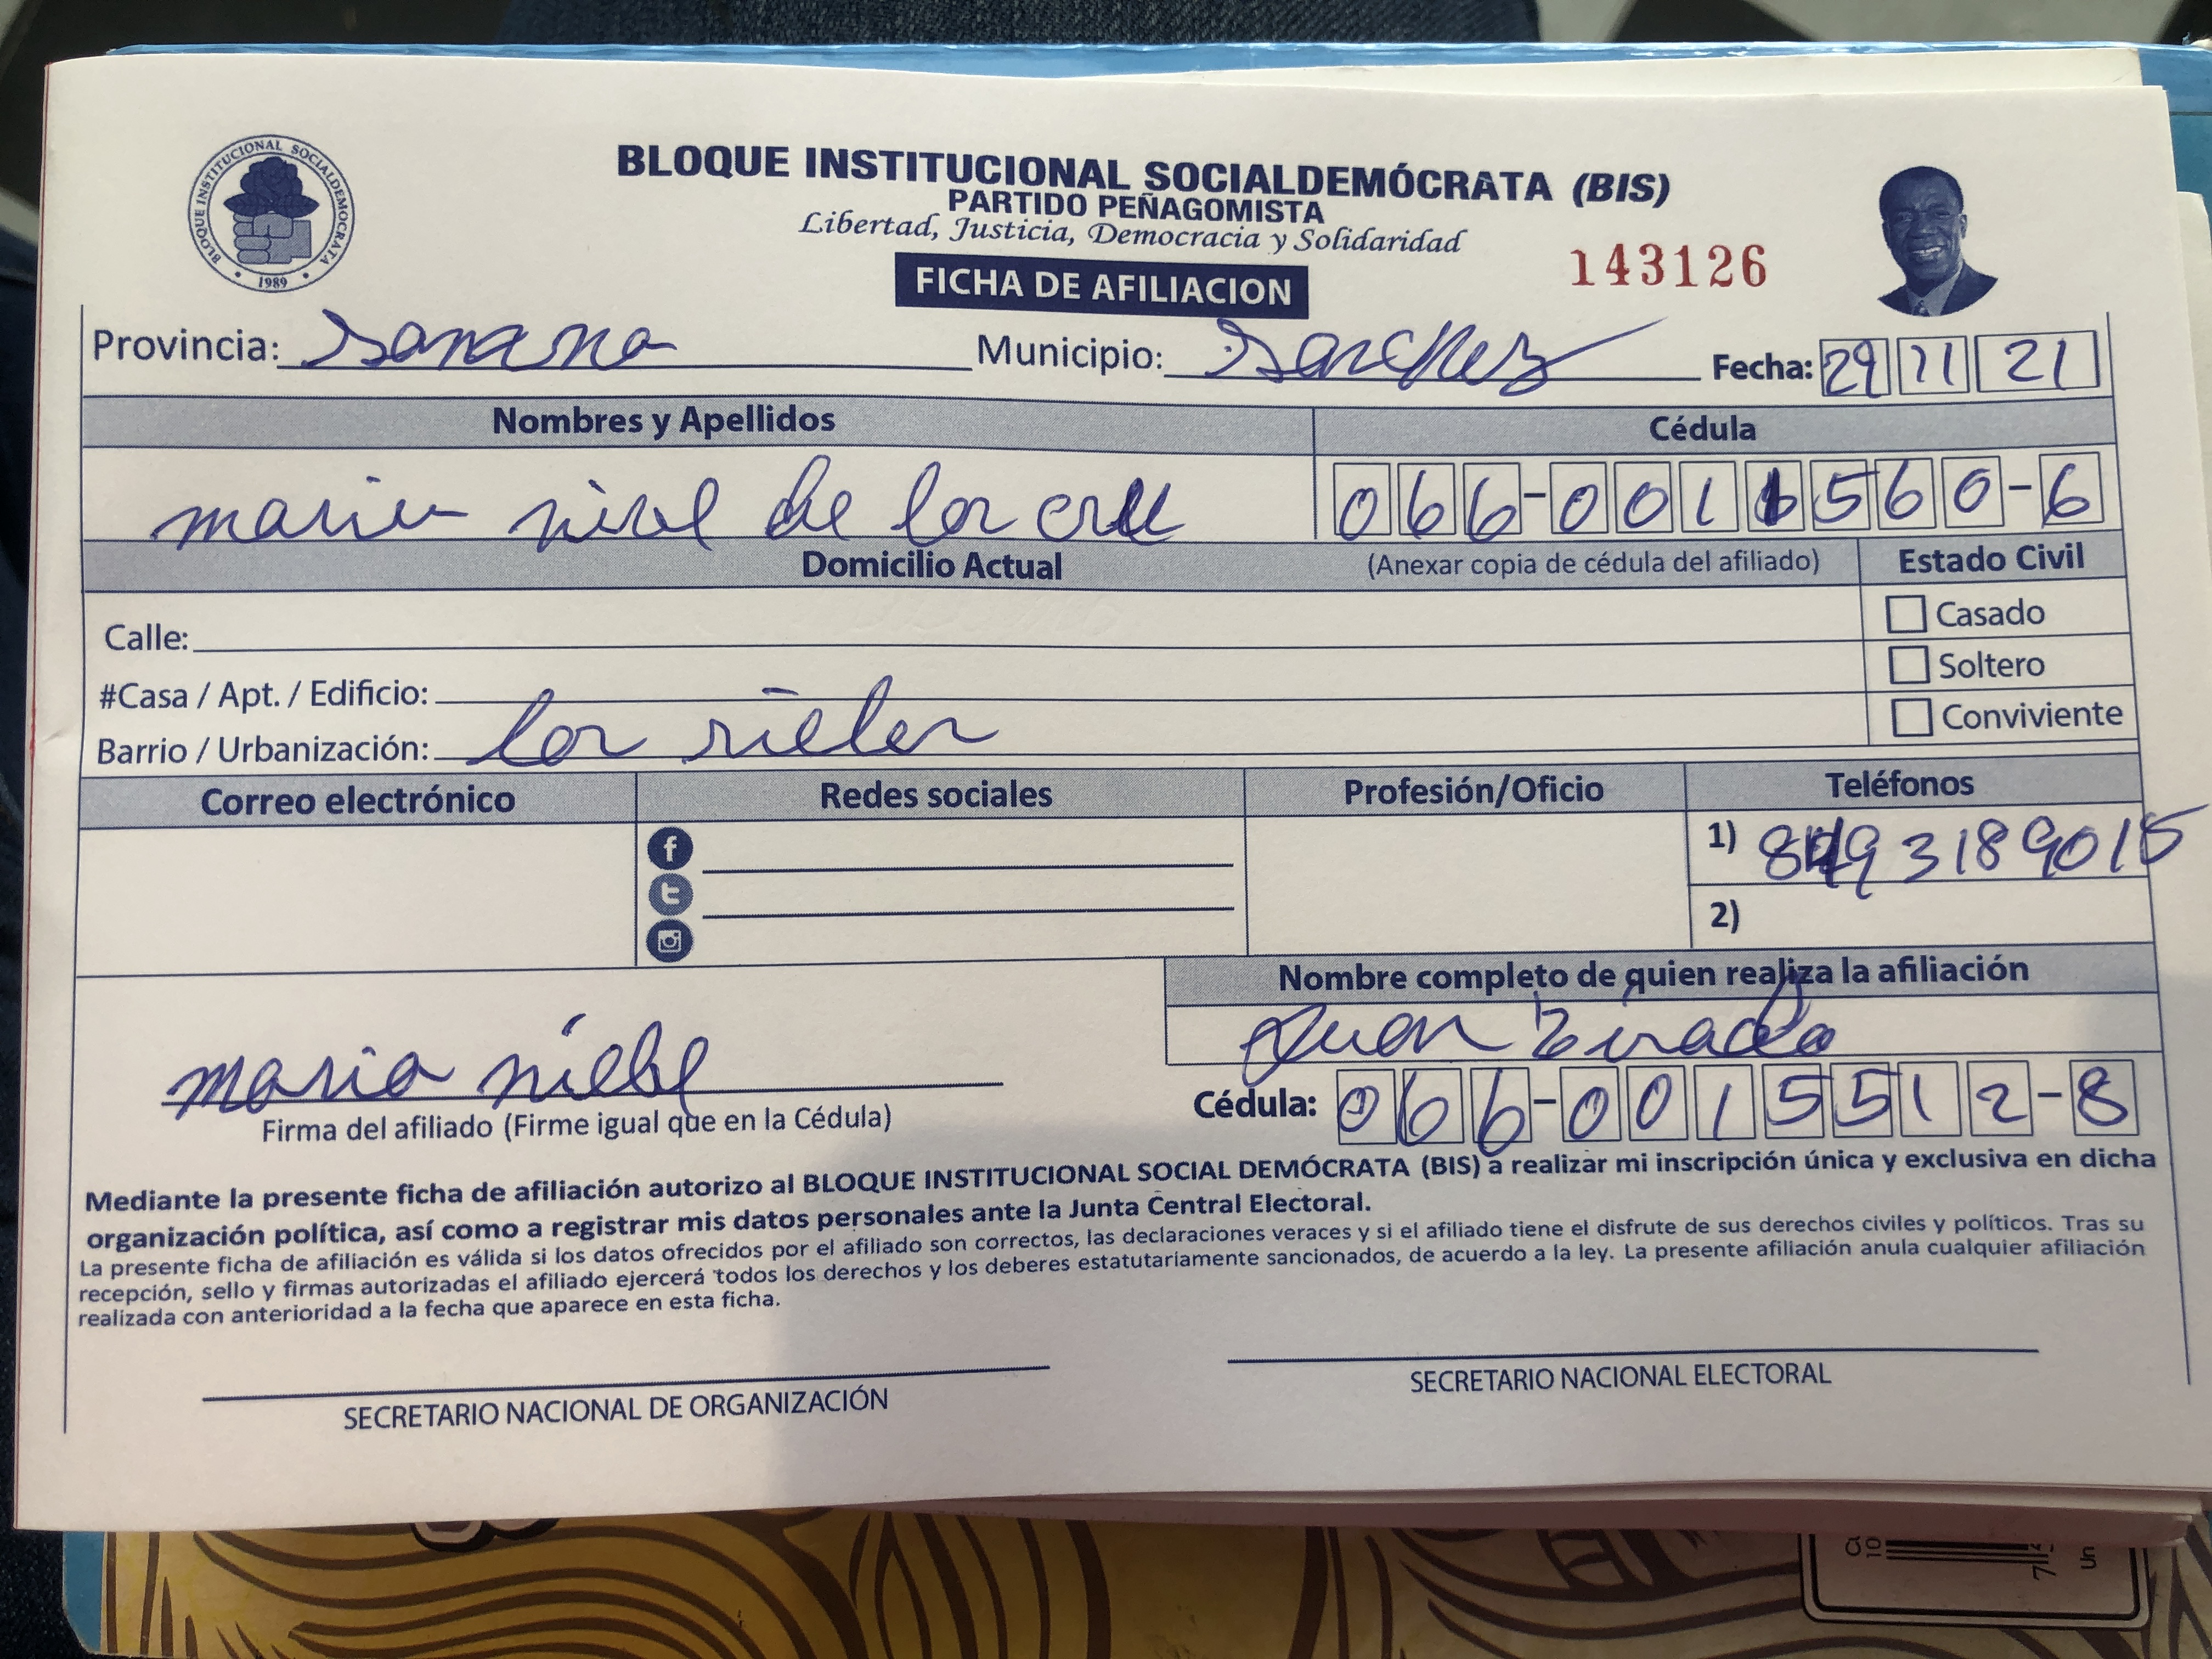 BLOQUE INSTITUCIONAL SOCIALDEMÓCRATA
1989
BLOQUE INSTITUCIONAL SOCIALDEMÓCRATA (BIS)
PARTIDO PEÑAGOMISTA
Libertad, Justicia, Democracia y Solidaridad
143126
FICHA DE AFILIACION
Provincia: samana Municipio: Sanchez Fecha: 29 11 21
Nombres y Apellidos Cédula
maria de la cru 066-0011560-6
Domicilio Actual (Anexar copia de cédula del afiliado) Estado Civil
Calle: Casado
#Casa / Apt. / Edificio: Soltero
Barrio / Urbanización: los rieles Conviviente
Correo electrónico Redes sociales Profesión/Oficio Teléfonos
1) 8493189015
2)
Nombre completo de quien realiza la afiliación
Juan
maria
Firma del afiliado (Firme igual que en la Cédula) Cédula: 066-0015512-8
Mediante la presente ficha de afiliación autorizo al BLOQUE INSTITUCIONAL SOCIAL DEMÓCRATA (BIS) a realizar mi inscripción única y exclusiva en dicha
organización política, así como a registrar mis datos personales ante la Junta Central Electoral.
La presente ficha de afiliación es válida si los datos ofrecidos por el afiliado son correctos, las declaraciones veraces y si el afiliado tiene el disfrute de sus derechos civiles y políticos. Tras su
recepción, sello y firmas autorizadas el afiliado ejercerá todos los derechos y los deberes estatutariamente sancionados, de acuerdo a la ley. La presente afiliación anula cualquier afiliación
realizada con anterioridad a la fecha que aparece en esta ficha.
SECRETARIO NACIONAL DE ORGANIZACIÓN SECRETARIO NACIONAL ELECTORAL